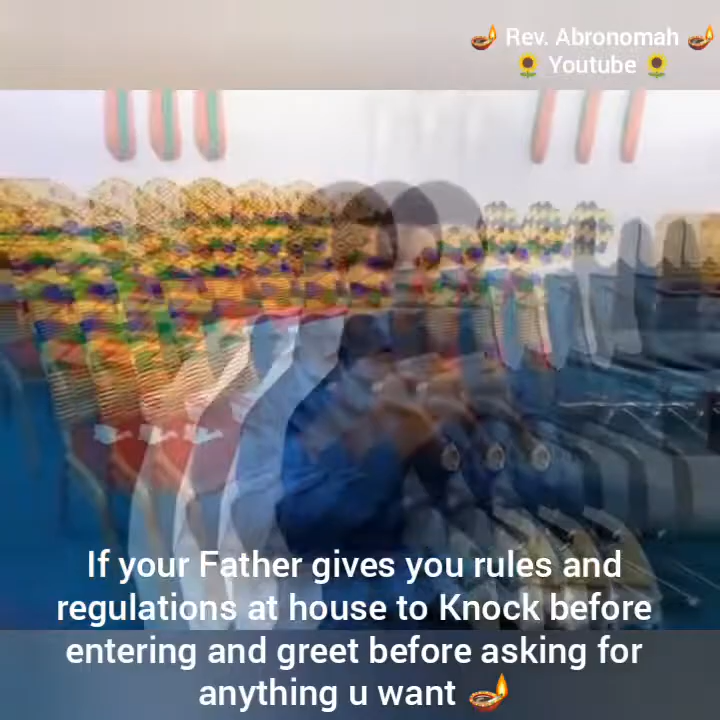 🪔 Rev. Abronomah 🪔
🌻 Youtube 🌻
If your Father gives you rules and
regulations at house to Knock before
entering and greet before asking for
anything u want 🪔